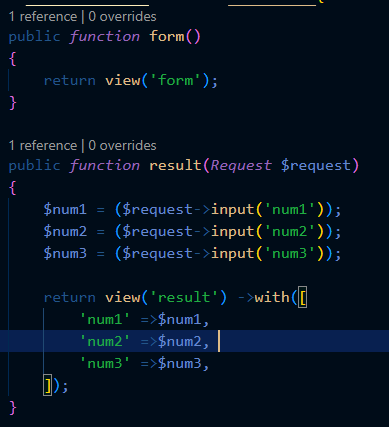 {
1 reference | 0 overrides
public function form()
{
return view('form');
}
1 reference | 0 overrides
public function result(Request $request)
{
$num1 = ($request->input('num1'));
$num2 = ($request->input('num2'));
$num3 = ($request->input('num3'));
return view('result') ->with([
'num1' =>$num1,
'num2' =>$num2,
'num3' =>$num3,
]);
}